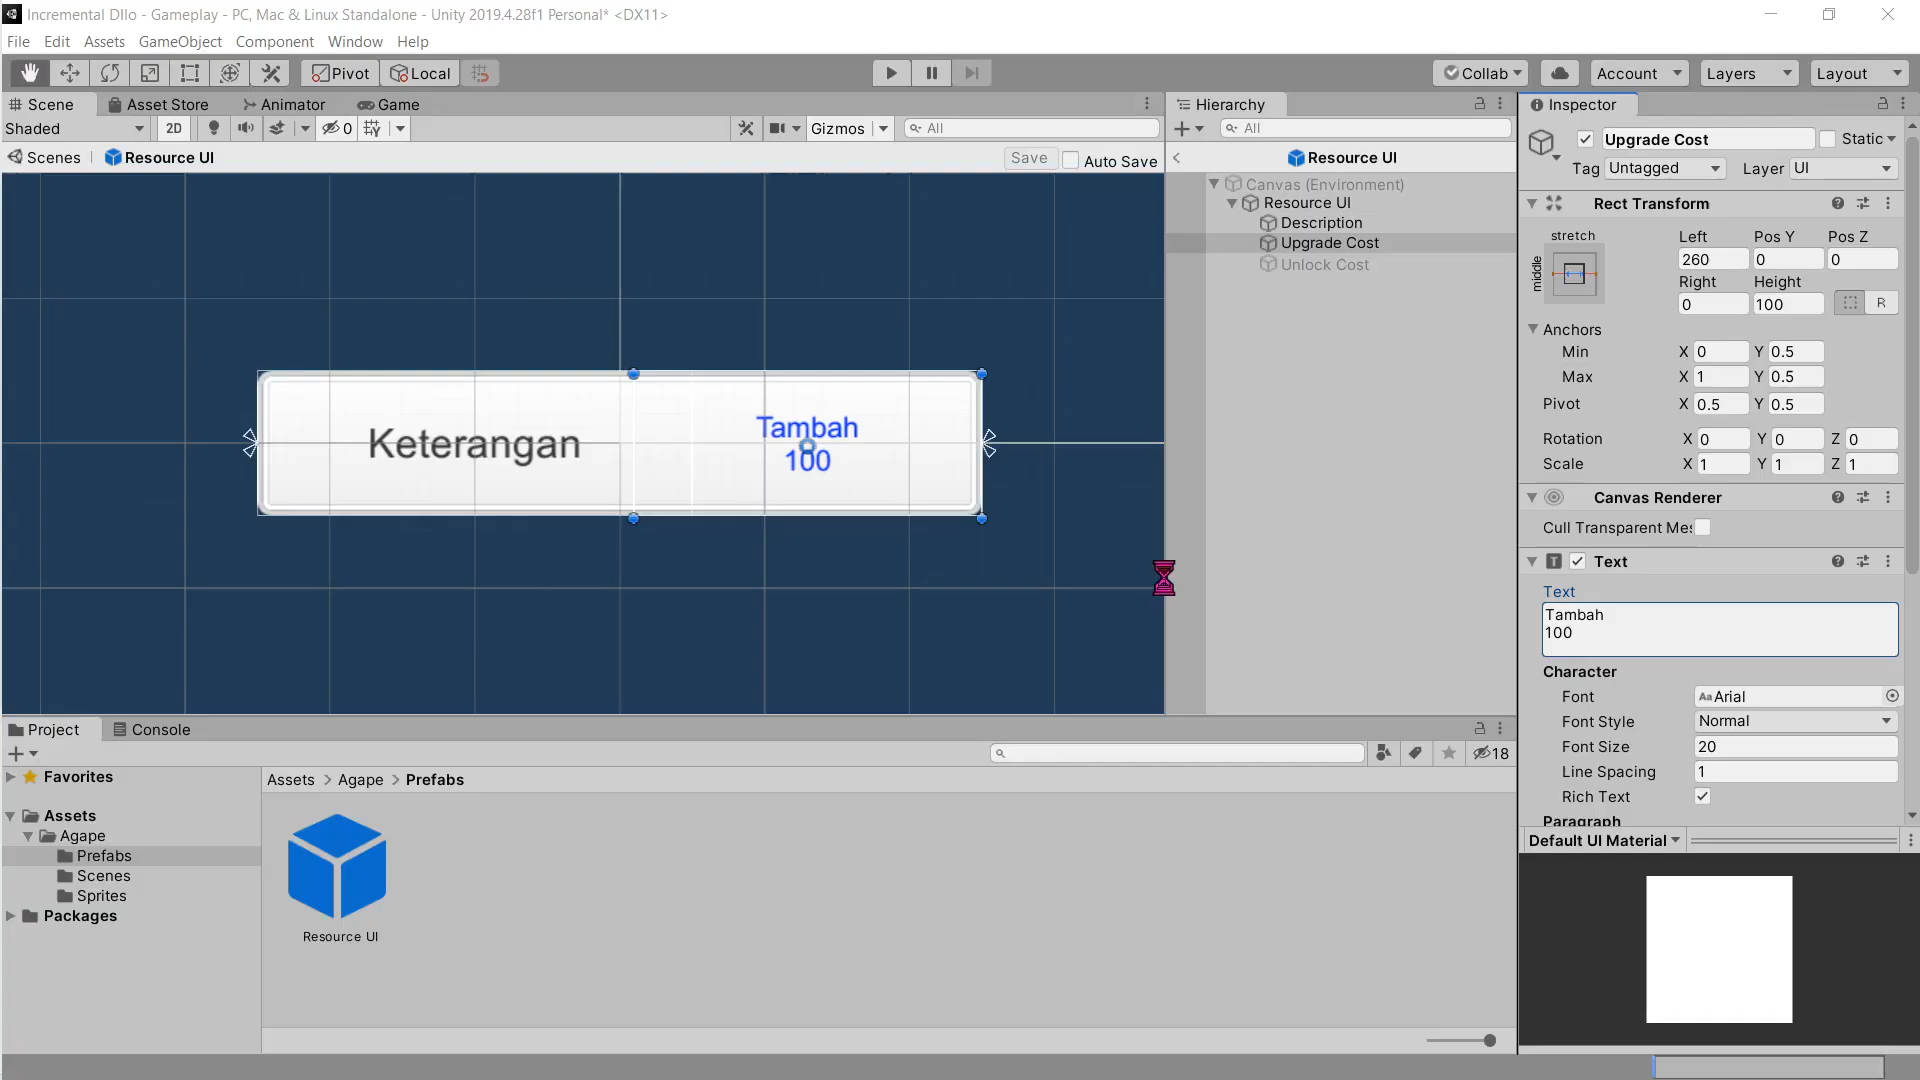 Incremental DIlo - Gameplay - PC, Mac & Linux Standalone - Unity 2019.4.28f1 Personal* <DX11>
File Edit Assets GameObject Component Window Help
Pivot Local Collab Account Layers Layout
Scene Asset Store Animator Game
Shaded 2D 0 Gizmos All
Scenes Resource UI Save Auto Save
Keterangan
Tambah
100
Hierarchy
All
Resource UI
Canvas (Environment)
Resource UI
Description
Upgrade Cost
Unlock Cost
Inspector
Upgrade Cost Static
Tag Untagged Layer UI
Rect Transform
stretch
middle
Left Pos Y Pos Z
260 0 0
Right Height
0 100 R
Anchors
Min X 0 Y 0.5
Max X 1 Y 0.5
Pivot X 0.5 Y 0.5
Rotation X 0 Y 0 Z 0
Scale X 1 Y 1 Z 1
Canvas Renderer
Cull Transparent Me
Text
Text
Tambah
100
Character
Font Aa Arial
Font Style Normal
Font Size 20
Line Spacing 1
Rich Text
Paragraph
Default UI Material
Project Console
18
Favorites
Assets
Agape
Prefabs
Scenes
Sprites
Packages
Assets > Agape > Prefabs
Resource UI